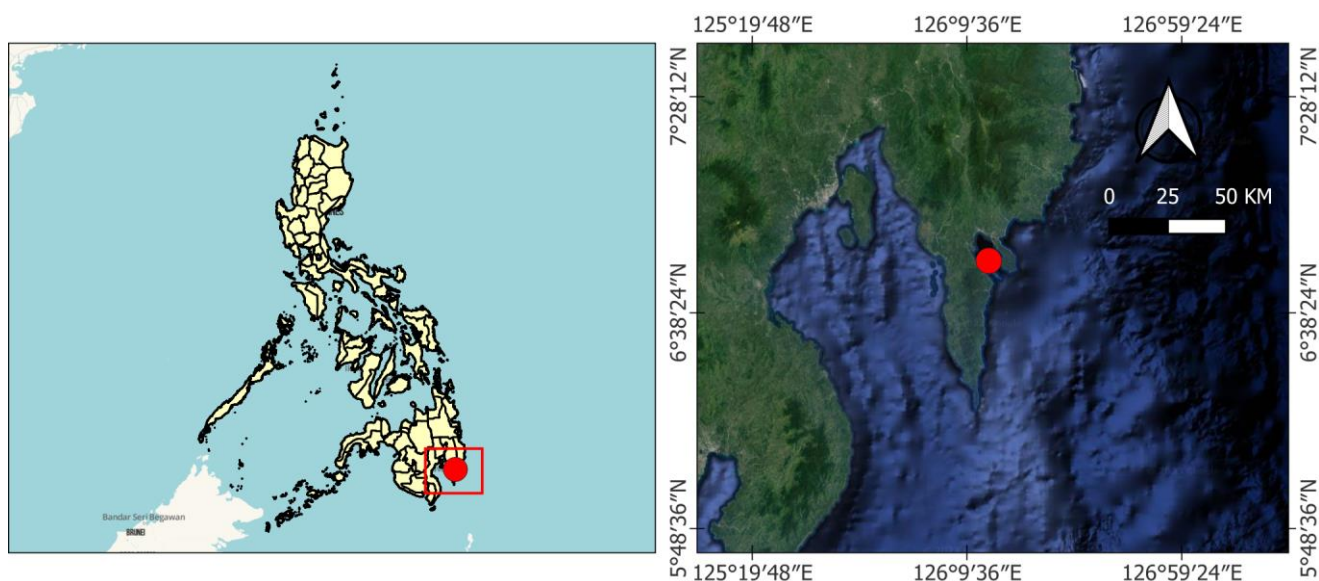 125°19′48″E 126°9′36″E 126°59′24″E
7°28′12″N 7°28′12″N
0 25 50 KM
6°38′24″N 6°38′24″N
Bandar Seri Begawan
BRUNEI
5°48′36″N 5°48′36″N
125°19′48″E 126°9′36″E 126°59′24″E